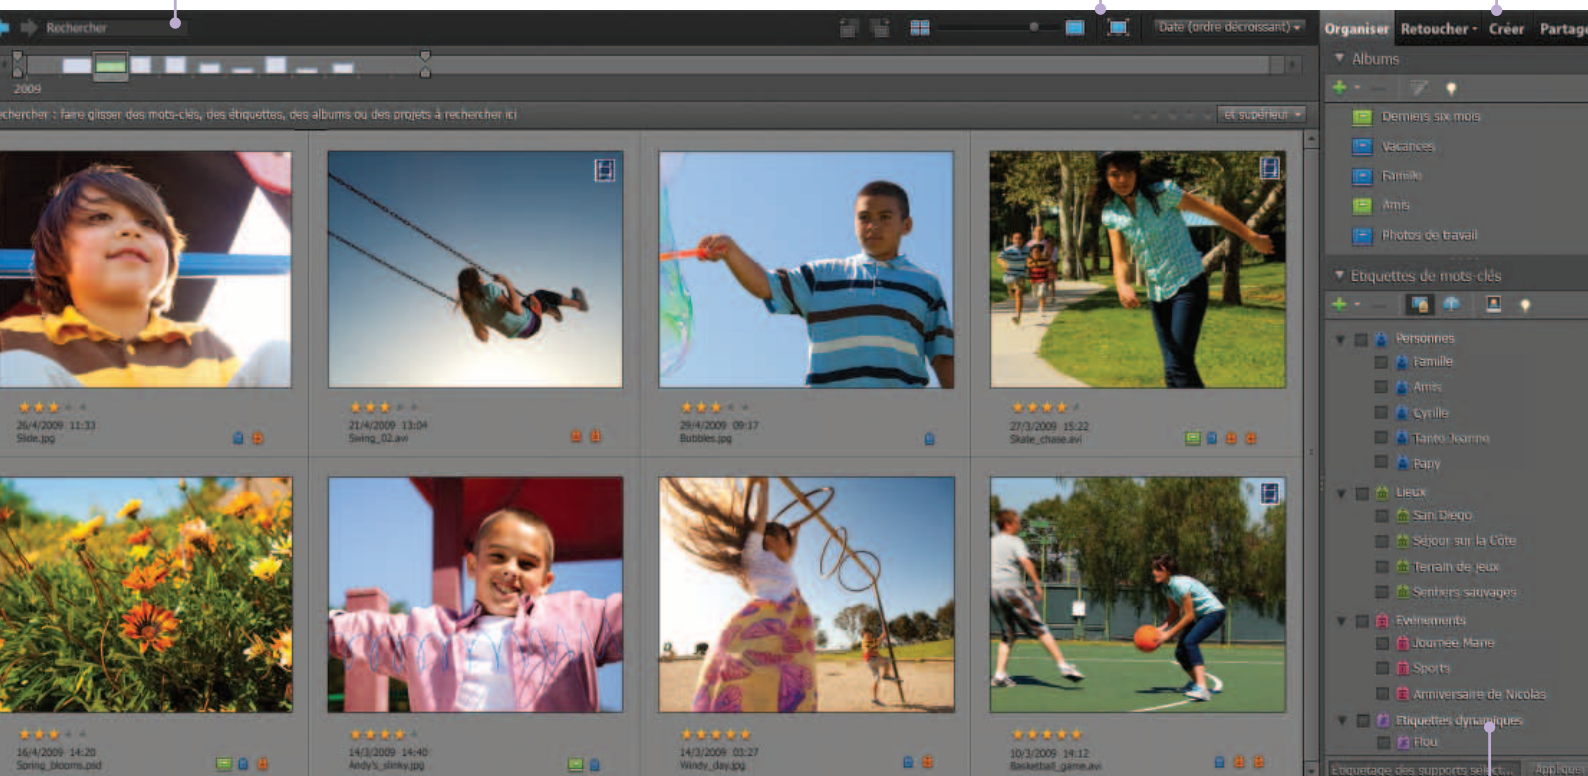 Rechercher
Date (ordre décroissant)
Organiser Retoucher Créer Partage
Albums
2009
echercher : faire glisser des mots-clés, des étiquettes, des albums ou des projets à rechercher ici
et supérieur
Derniers six mois
Vacances
Famille
Amis
Photos de travail
Etiquettes de mots-clés
Personnes
Famille
Amis
Cyrille
Papy
Lieux
San Diego
Séjour sur la Côte
Terrain de jeux
Sentiers sauvages
Evénements
Journée Marie
Sports
Anniversaire de Nicolas
Etiquettes dynamiques
Flou
Etiquetage des supports sélect... Applique
26/4/2009 11:33
Slide.jpg
21/4/2009 13:04
Swing_02.avi
29/4/2009 09:17
Bubbles.jpg
27/3/2009 15:22
Skate_chase.avi
16/4/2009 14:20
Spring_blooms.psd
14/3/2009 14:40
Andy's_slinky.jpg
14/3/2009 03:27
Windy_day.jpg
10/3/2009 14:12
Basketball_game.avi